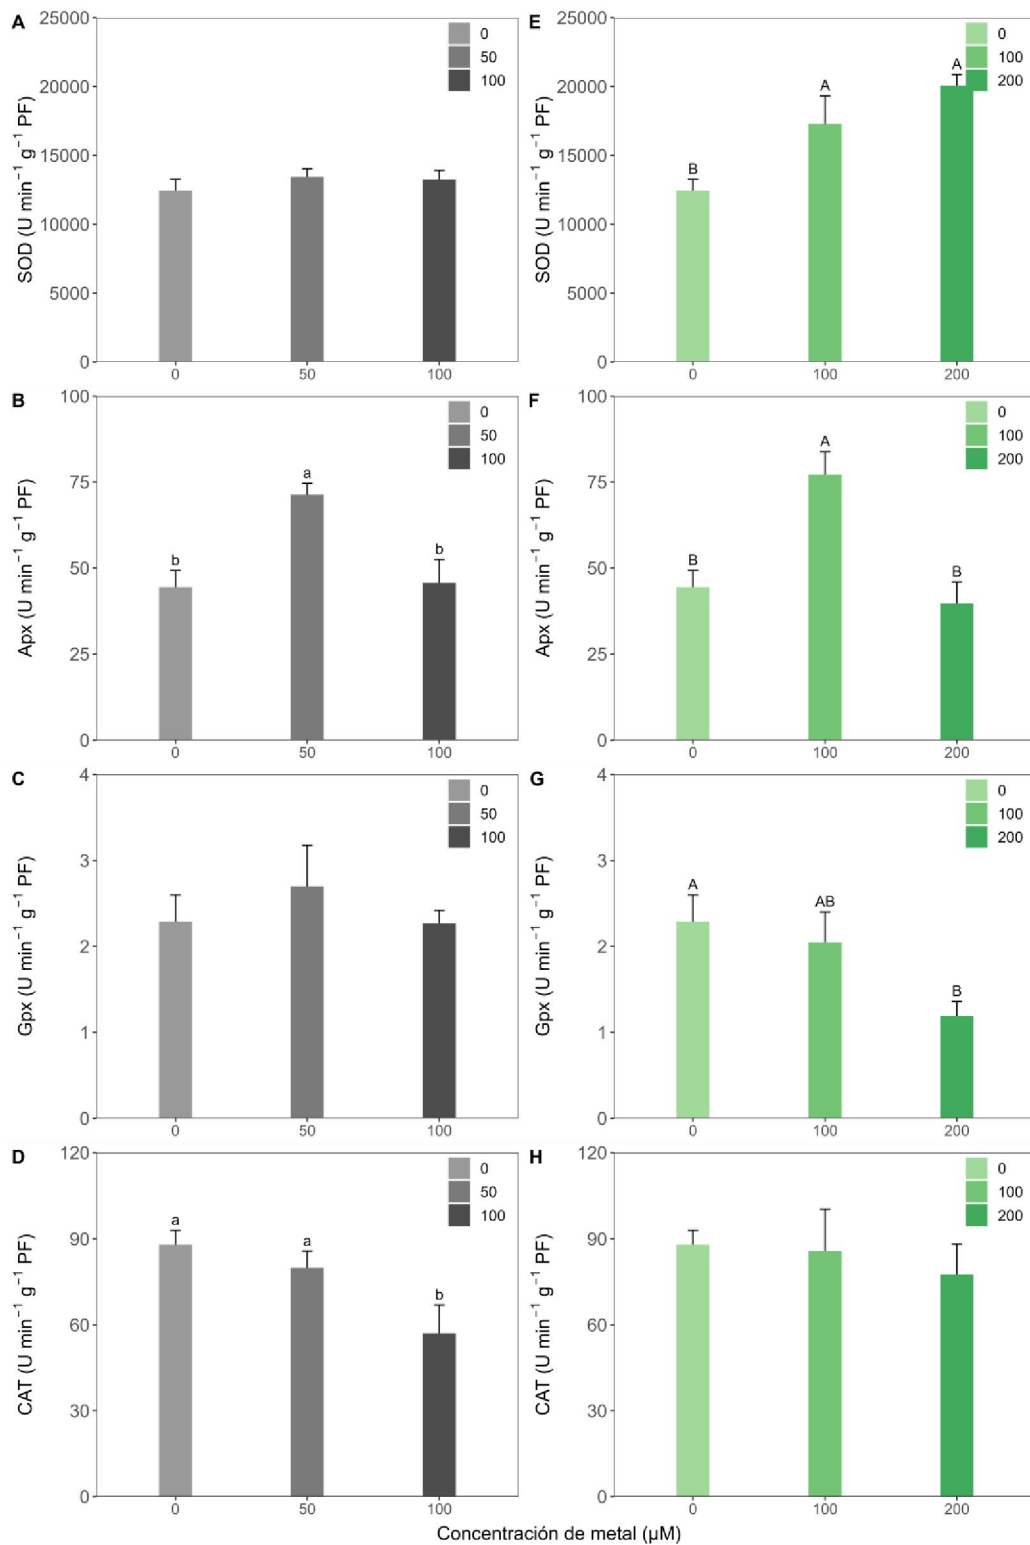 A
SOD (U min⁻¹ g⁻¹ PF)
25000
20000
15000
10000
5000
0
0
50
100
0
50
100
E
SOD (U min⁻¹ g⁻¹ PF)
25000
20000
15000
10000
5000
0
B
A
A
0
100
200
0
100
200
B
Apx (U min⁻¹ g⁻¹ PF)
100
75
50
25
0
b
a
b
0
50
100
0
50
100
F
Apx (U min⁻¹ g⁻¹ PF)
100
75
50
25
0
B
A
B
0
100
200
0
100
200
C
Gpx (U min⁻¹ g⁻¹ PF)
4
3
2
1
0
0
50
100
0
50
100
G
Gpx (U min⁻¹ g⁻¹ PF)
4
3
2
1
0
A
AB
B
0
100
200
0
100
200
D
CAT (U min⁻¹ g⁻¹ PF)
120
90
60
30
0
a
a
b
0
50
100
0
50
100
H
CAT (U min⁻¹ g⁻¹ PF)
120
90
60
30
0
0
100
200
0
100
200
Concentración de metal (µM)